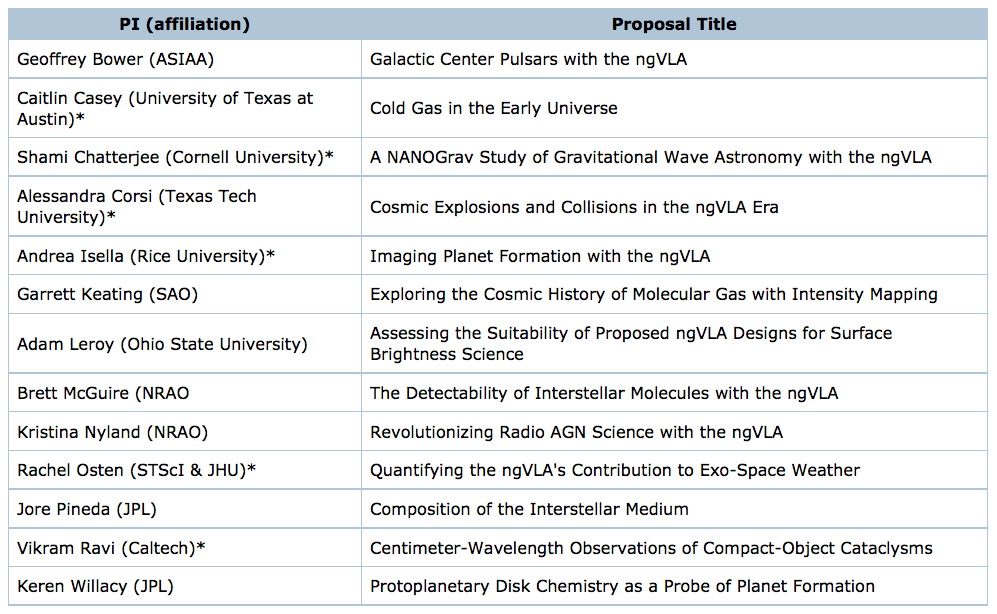 PI (affiliation) Proposal Title
Geoffrey Bower (ASIAA) Galactic Center Pulsars with the ngVLA
Caitlin Casey (University of Texas at
Austin)* Cold Gas in the Early Universe
Shami Chatterjee (Cornell University)* A NANOGrav Study of Gravitational Wave Astronomy with the ngVLA
Alessandra Corsi (Texas Tech
University)* Cosmic Explosions and Collisions in the ngVLA Era
Andrea Isella (Rice University)* Imaging Planet Formation with the ngVLA
Garrett Keating (SAO) Exploring the Cosmic History of Molecular Gas with Intensity Mapping
Adam Leroy (Ohio State University) Assessing the Suitability of Proposed ngVLA Designs for Surface
Brightness Science
Brett McGuire (NRAO The Detectability of Interstellar Molecules with the ngVLA
Kristina Nyland (NRAO) Revolutionizing Radio AGN Science with the ngVLA
Rachel Osten (STScI & JHU)* Quantifying the ngVLA's Contribution to Exo-Space Weather
Jore Pineda (JPL) Composition of the Interstellar Medium
Vikram Ravi (Caltech)* Centimeter-Wavelength Observations of Compact-Object Cataclysms
Keren Willacy (JPL) Protoplanetary Disk Chemistry as a Probe of Planet Formation